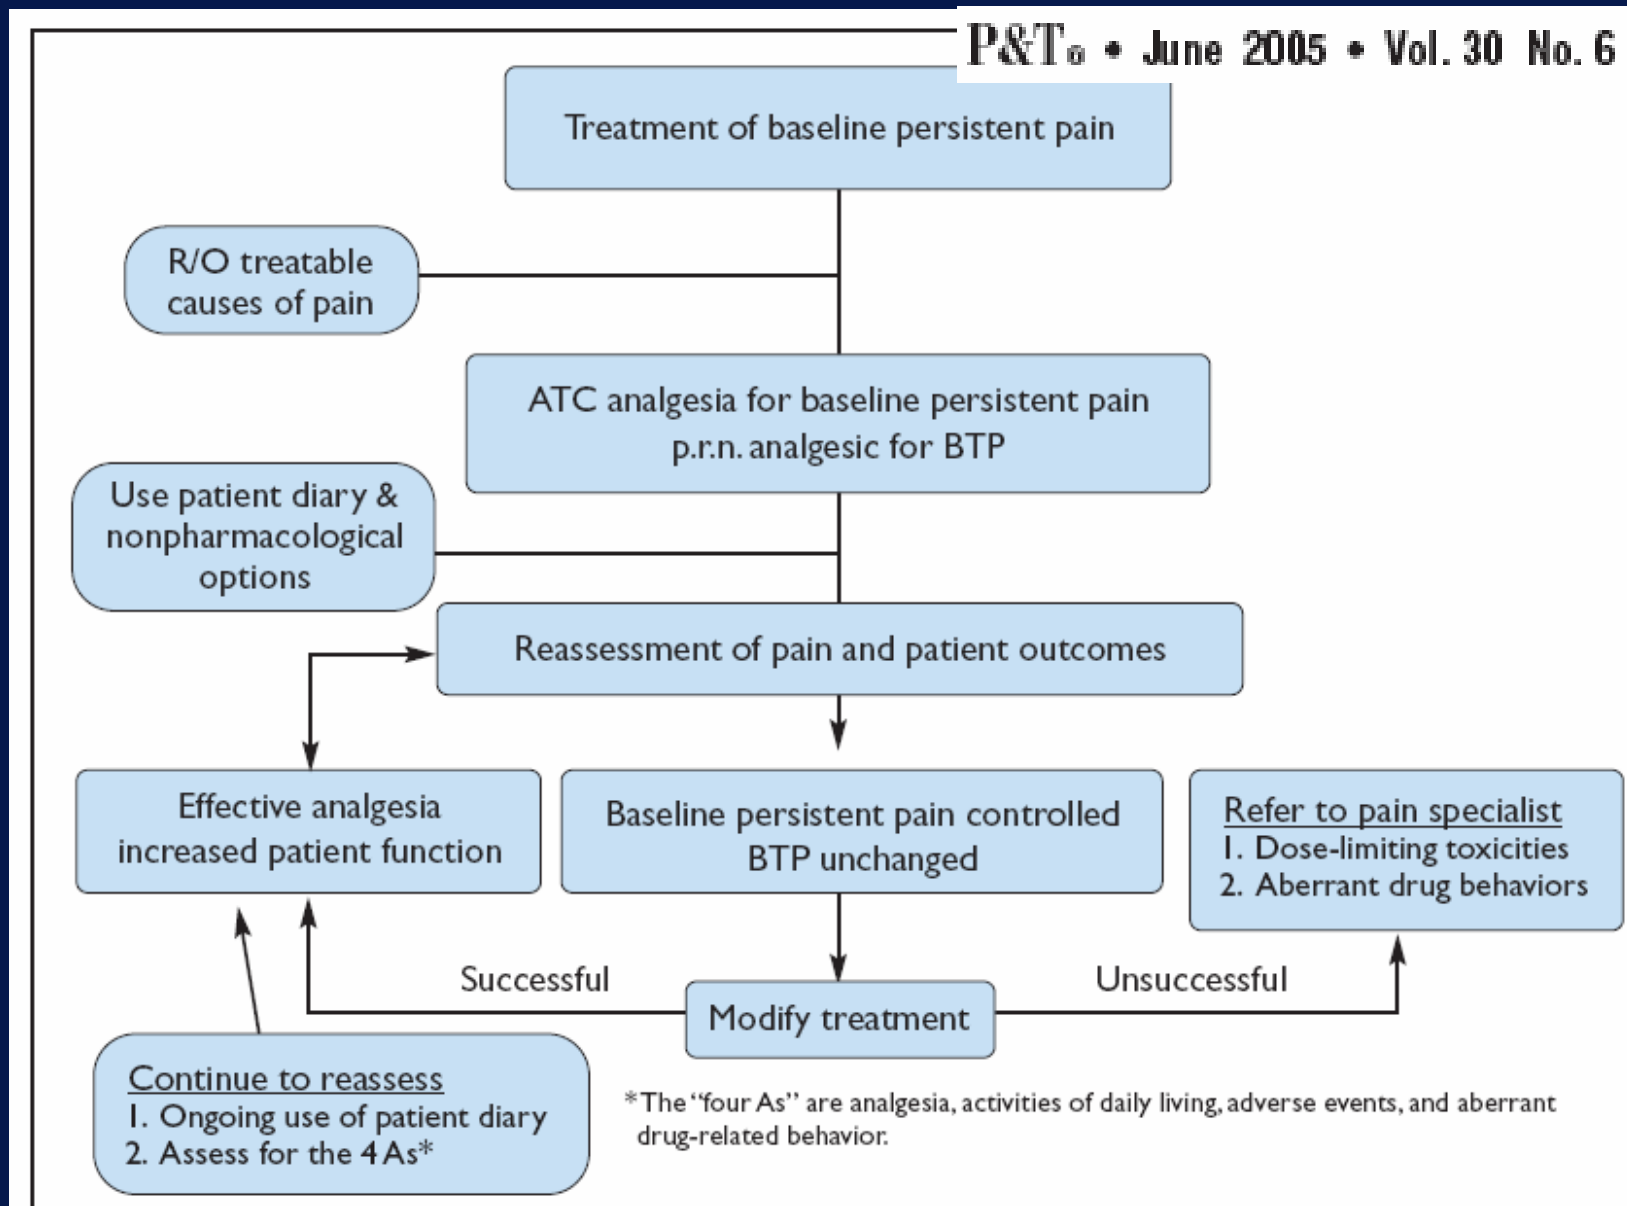 P&T® • June 2005 • Vol. 30 No. 6
Treatment of baseline persistent pain
R/O treatable
causes of pain
ATC analgesia for baseline persistent pain
p.r.n. analgesic for BTP
Use patient diary &
nonpharmacological
options
Reassessment of pain and patient outcomes
Effective analgesia
increased patient function
Baseline persistent pain controlled
BTP unchanged
Refer to pain specialist
1. Dose-limiting toxicities
2. Aberrant drug behaviors
Successful
Unsuccessful
Modify treatment
Continue to reassess
1. Ongoing use of patient diary
2. Assess for the 4 As*
*The “four As” are analgesia, activities of daily living, adverse events, and aberrant
drug-related behavior.